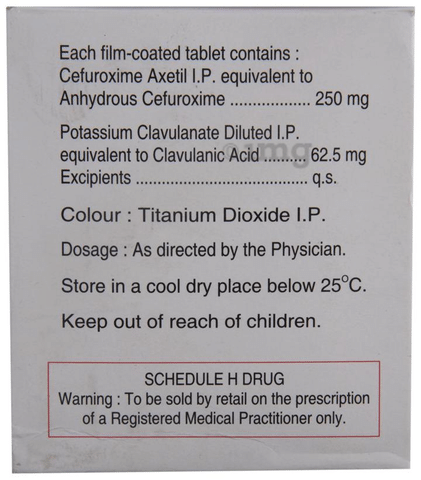 Each film-coated tablet contains :
Cefuroxime Axetil I.P. equivalent to
Anhydrous Cefuroxime .................. 250 mg
Potassium Clavulanate Diluted I.P.
equivalent to Clavulanic Acid .......... 62.5 mg
Excipients ....................................... q.s.
Colour : Titanium Dioxide I.P.
Dosage : As directed by the Physician.
Store in a cool dry place below 25°C.
Keep out of reach of children.
SCHEDULE H DRUG
Warning : To be sold by retail on the prescription
of a Registered Medical Practitioner only.